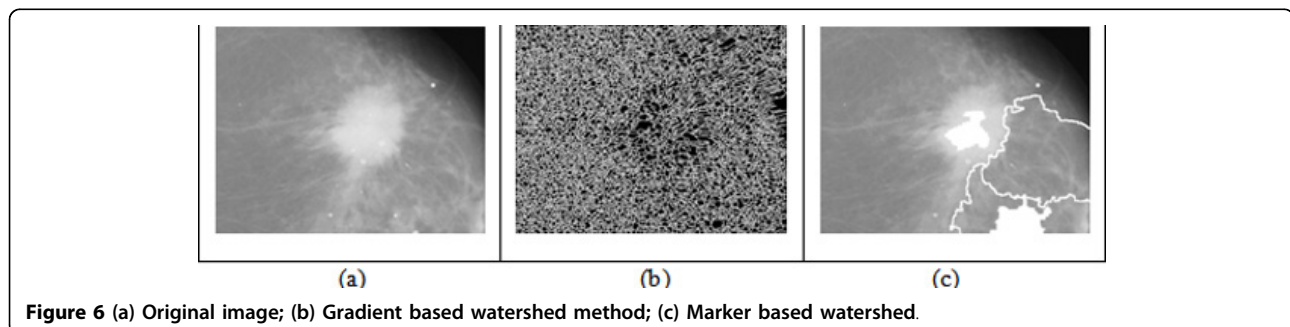 (a) (b) (c)
Figure 6 (a) Original image; (b) Gradient based watershed method; (c) Marker based watershed.